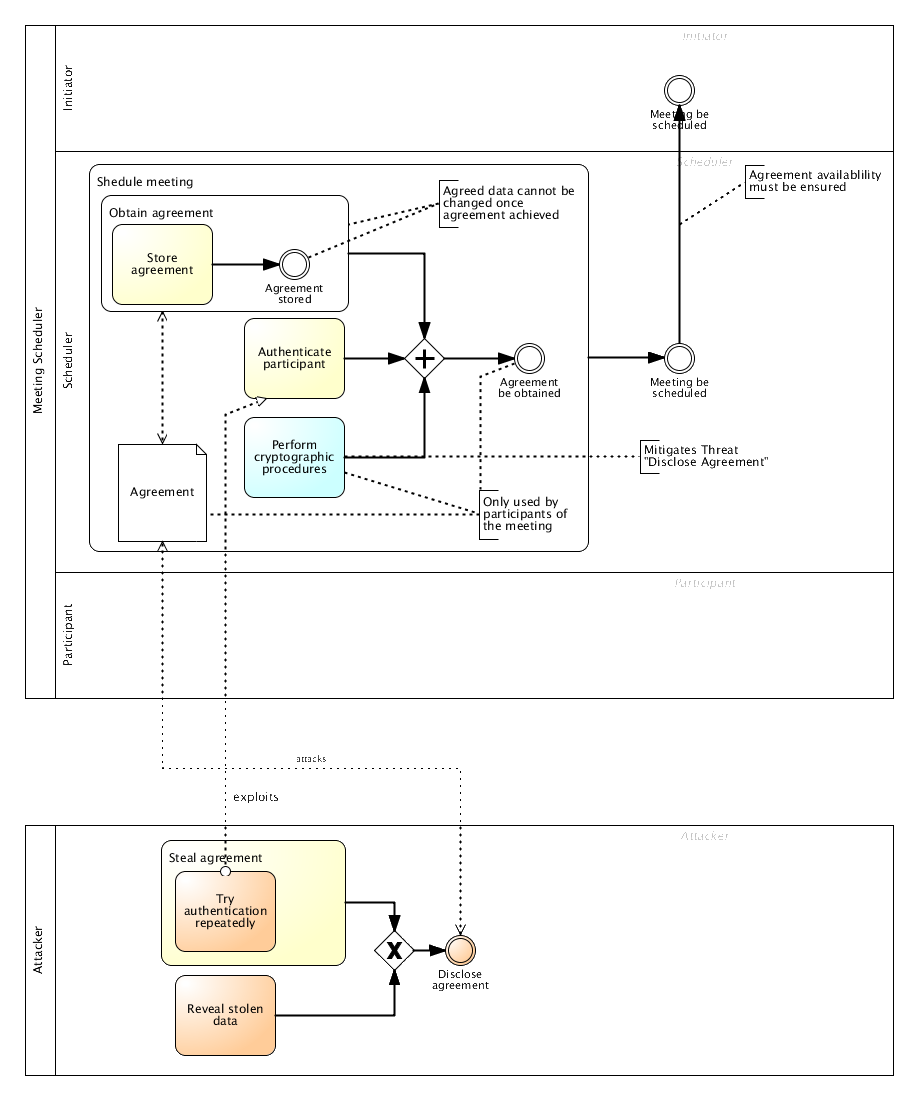 Meeting Scheduler
Initiator
Initiator
Meeting be
scheduled
Scheduler
Scheduler
Agreement availablility
must be ensured
Shedule meeting
Obtain agreement
Store
agreement
Agreement
stored
Agreed data cannot be
changed once
agreement achieved
Authenticate
participant
Agreement
be obtained
Meeting be
scheduled
Perform
cryptographic
procedures
Mitigates Threat
"Disclose Agreement"
Agreement
Only used by
participants of
the meeting
Participant
Participant
attacks
exploits
Attacker
Attacker
Steal agreement
Try
authentication
repeatedly
Disclose
agreement
Reveal stolen
data